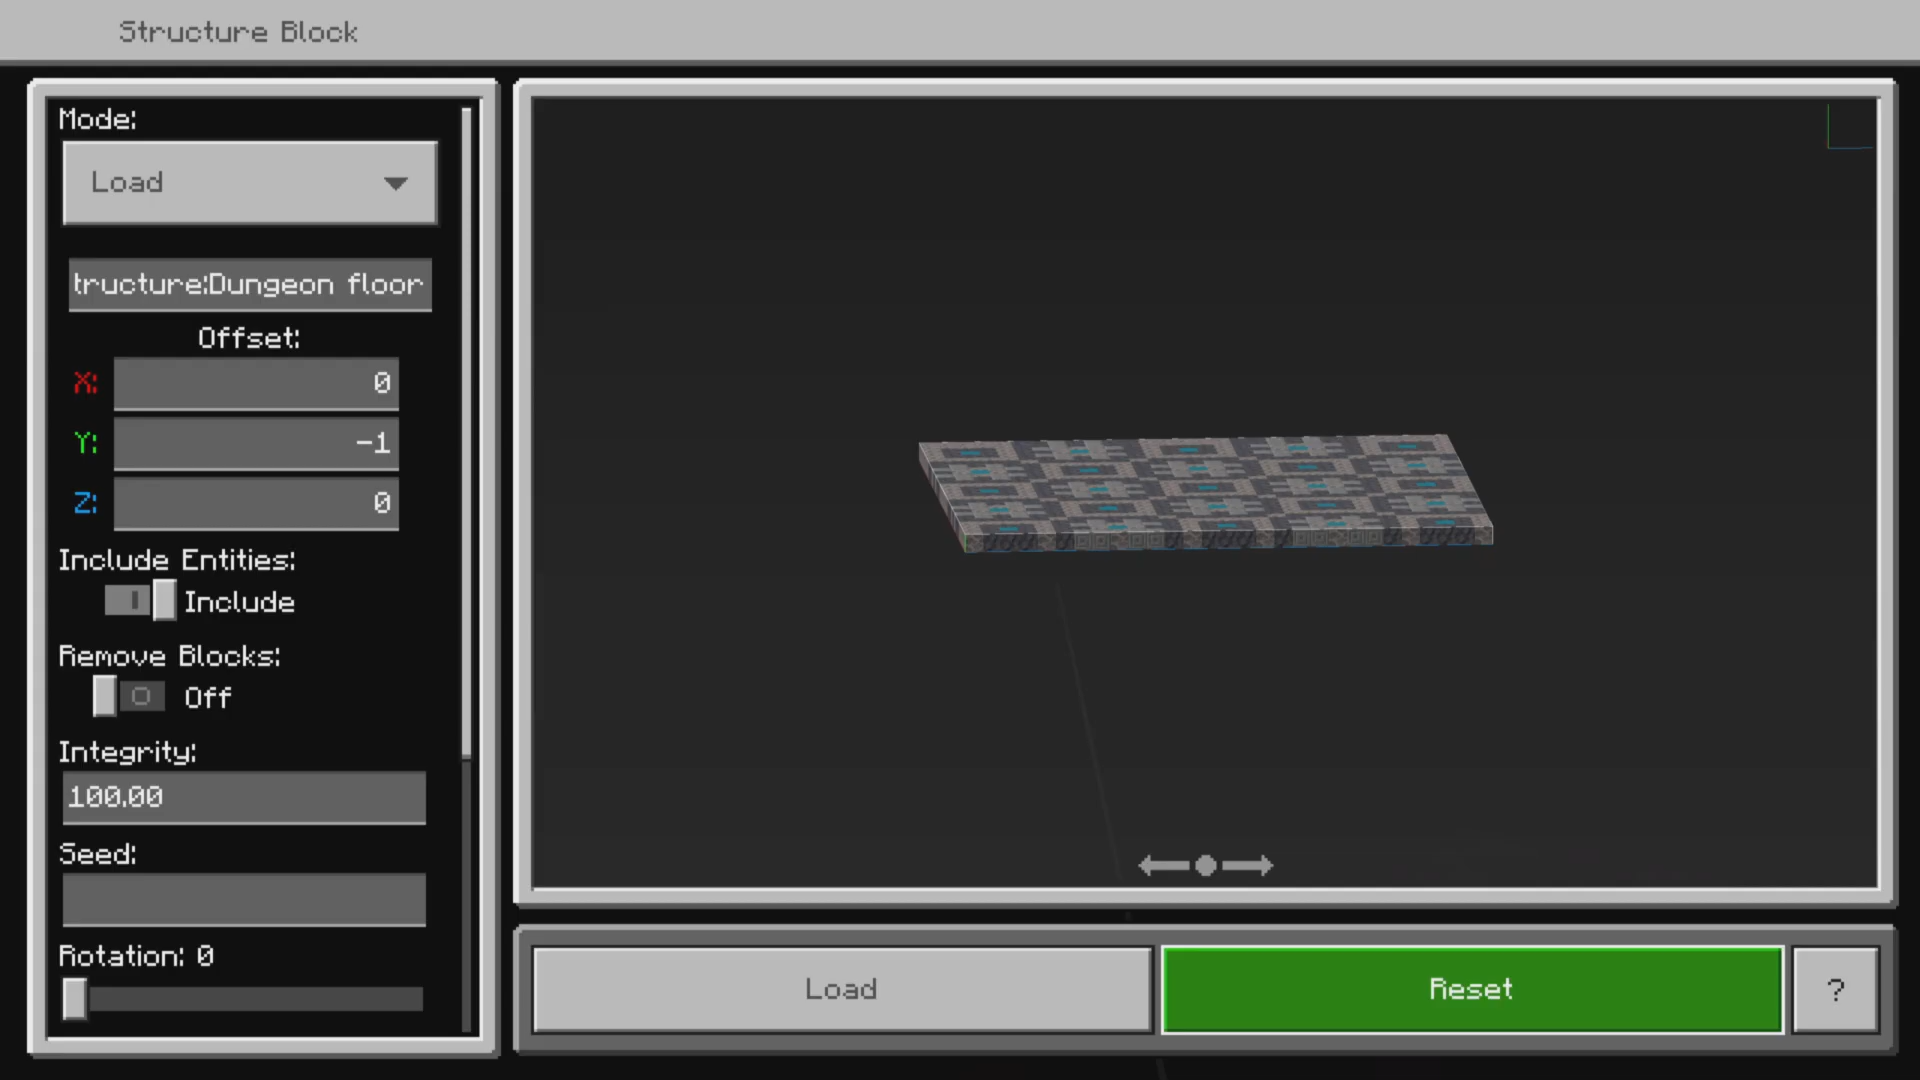 Structure Block
Mode:
Load
tructure:Dungeon floor
Offset:
X: 0
Y: -1
Z: 0
Include Entities:
Include
Remove Blocks:
Off
Integrity:
100.00
Seed:
Rotation: 0
Load
Reset
?